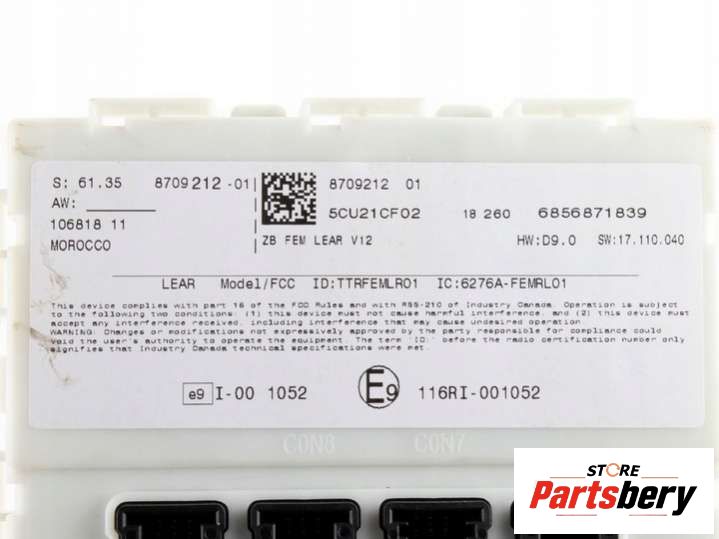 S: 61.35 8709 212 -01
AW:
106818 11
MOROCCO
8709212 01
5CU21CF02 18 260 6856871839
ZB FEM LEAR V12 HW:D9.0 SW:17.110.040
LEAR Model/FCC ID:TTRFEMLR01 IC:6276A-FEMRL01
This device complies with part 15 of the FCC Rules and with RSS-210 of Industry Canada. Operation is subject
to the following two conditions: (1) this device must not cause harmful interference, and (2) this device must
accept any interference received, including interference that may cause undesired operation
WARNING: Changes or modifications not expressively approved by the party responsible for compliance could
void the user's authority to operate the equipment. The term "IC:" before the radio certification number only
signifies that Industry Canada technical specifications were met.
e9 I-00 1052 E9 116RI-001052
CON8 CON7
STORE
Partsbery